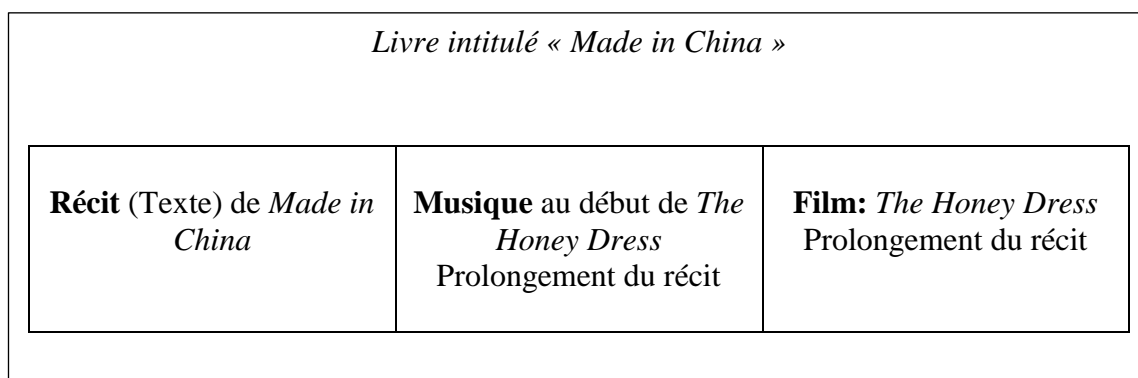 Livre intitulé « Made in China »
Récit (Texte) de Made in
China
Musique au début de The
Honey Dress
Prolongement du récit
Film: The Honey Dress
Prolongement du récit